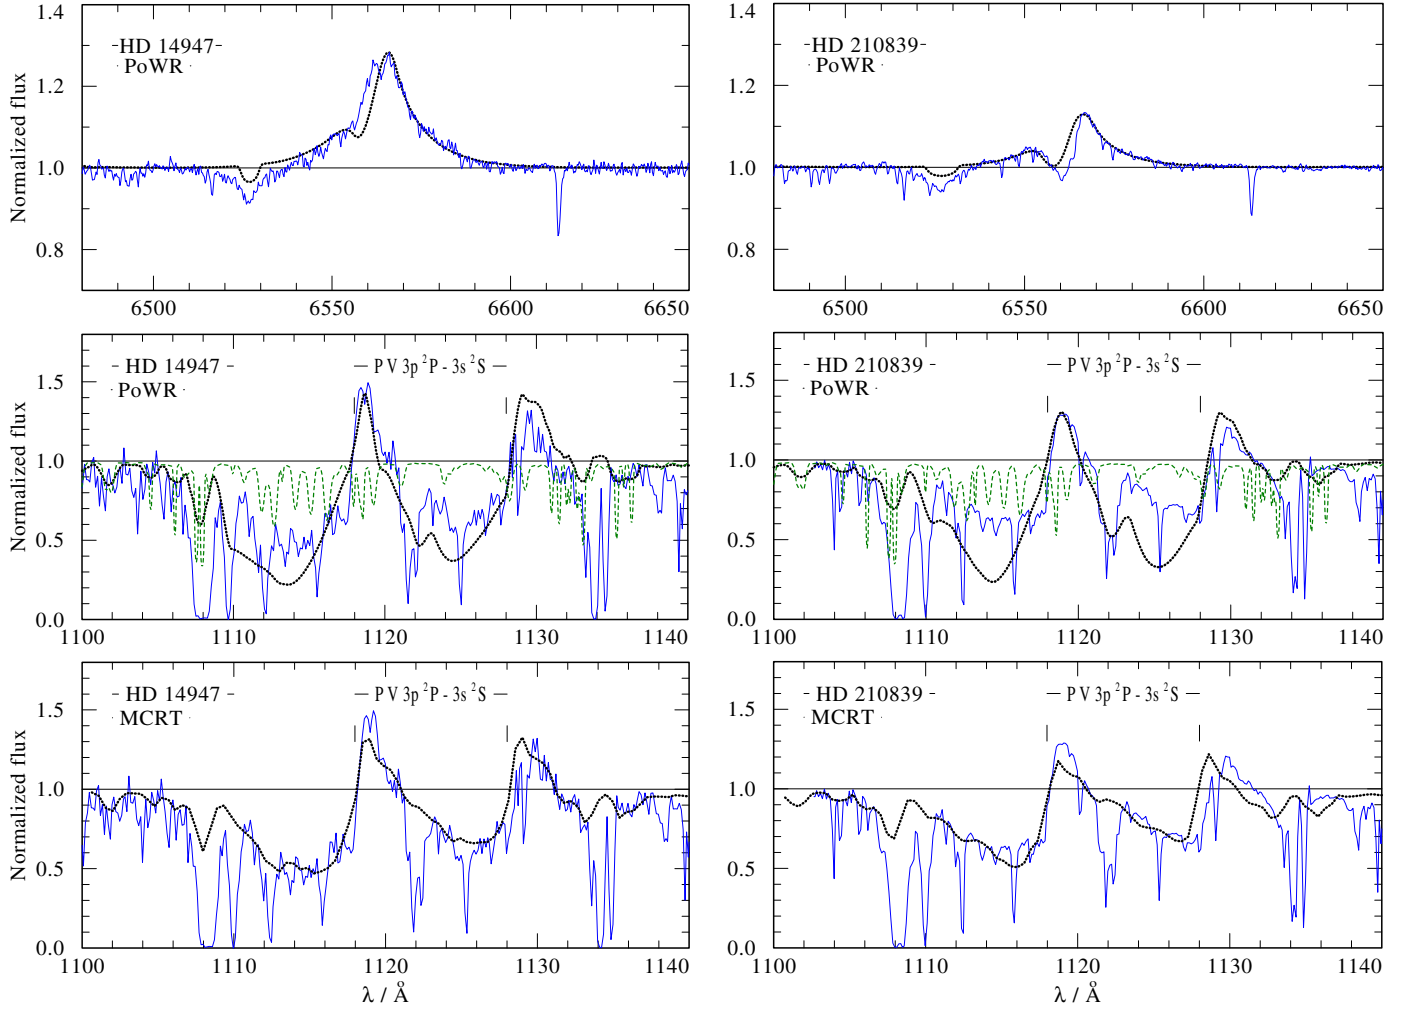 1.4
1.2
1.0
0.8
Normalized flux
HD 14947
PoWR
6500
6550
6600
6650
1.4
1.2
1.0
0.8
HD 210839
PoWR
6500
6550
6600
6650
1.5
1.0
0.5
0.0
Normalized flux
HD 14947
PoWR
P V 3p ²P - 3s ²S
1100
1110
1120
1130
1140
1.5
1.0
0.5
0.0
HD 210839
PoWR
P V 3p ²P - 3s ²S
1100
1110
1120
1130
1140
1.5
1.0
0.5
0.0
Normalized flux
HD 14947
MCRT
P V 3p ²P - 3s ²S
1100
1110
1120
1130
1140
λ / Å
1.5
1.0
0.5
0.0
HD 210839
MCRT
P V 3p ²P - 3s ²S
1100
1110
1120
1130
1140
λ / Å